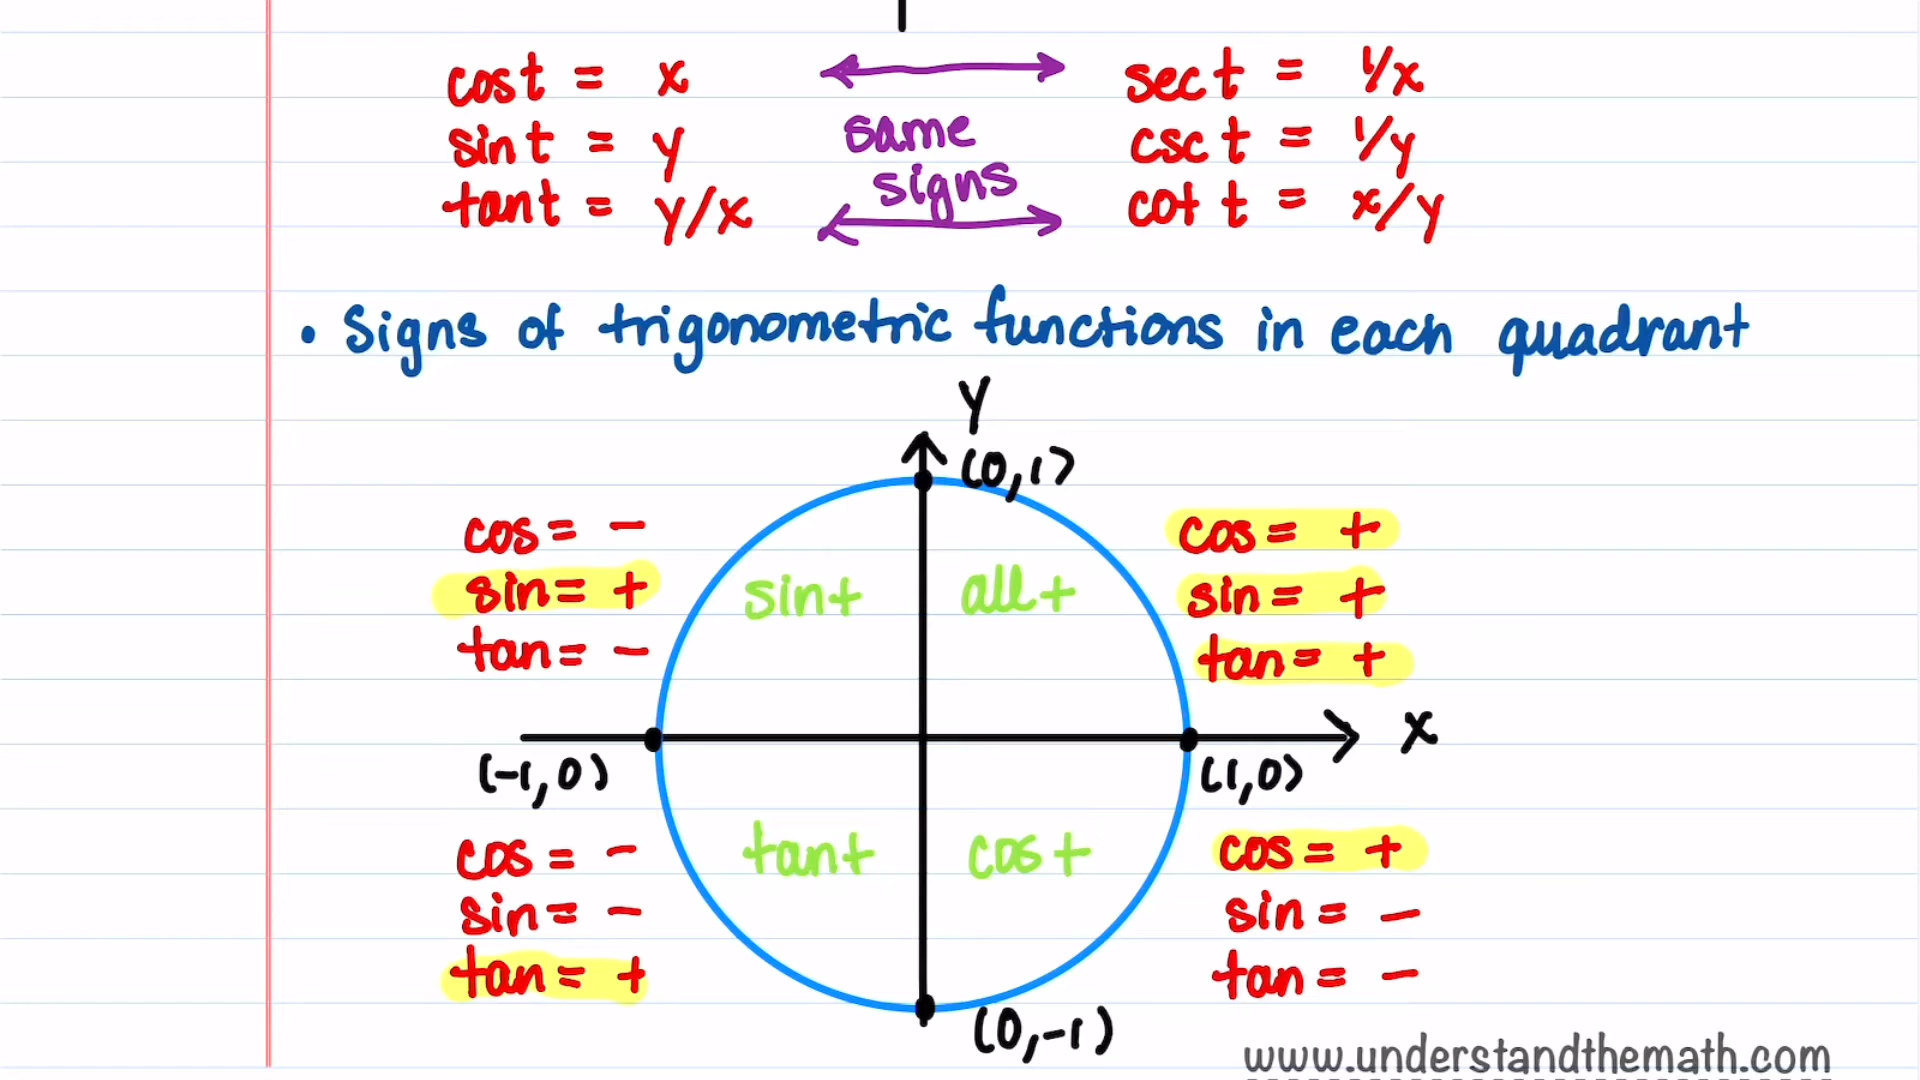 cos t = x
sec t = 1/x
same
sin t = y
csc t = 1/y
signs
tan t = y/x
cot t = x/y
• Signs of trigonometric functions in each quadrant
y
(0,1)
cos = -
sin = +
tan = -
sin +
all +
cos = +
sin = +
tan = +
x
(-1,0)
(1,0)
cos = -
sin = -
tan = +
tan +
cos +
cos = +
sin = -
tan = -
(0,-1)
www.understandthemath.com